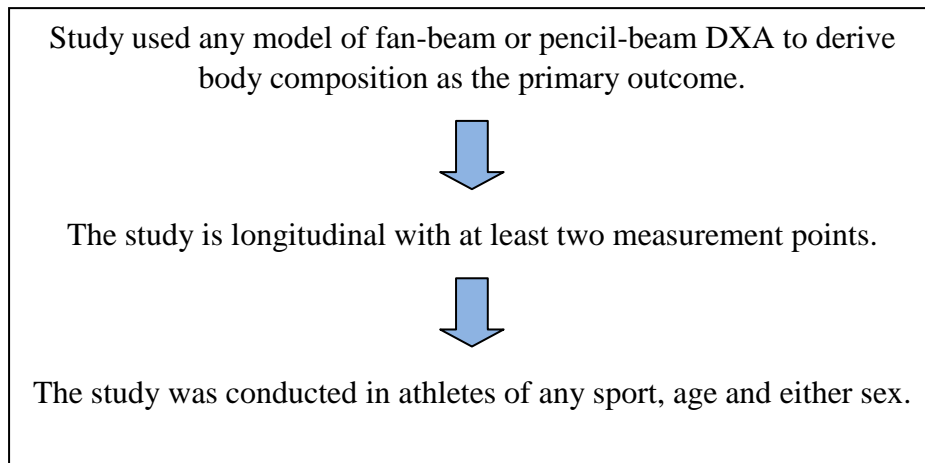 Study used any model of fan-beam or pencil-beam DXA to derive
body composition as the primary outcome.
The study is longitudinal with at least two measurement points.
The study was conducted in athletes of any sport, age and either sex.